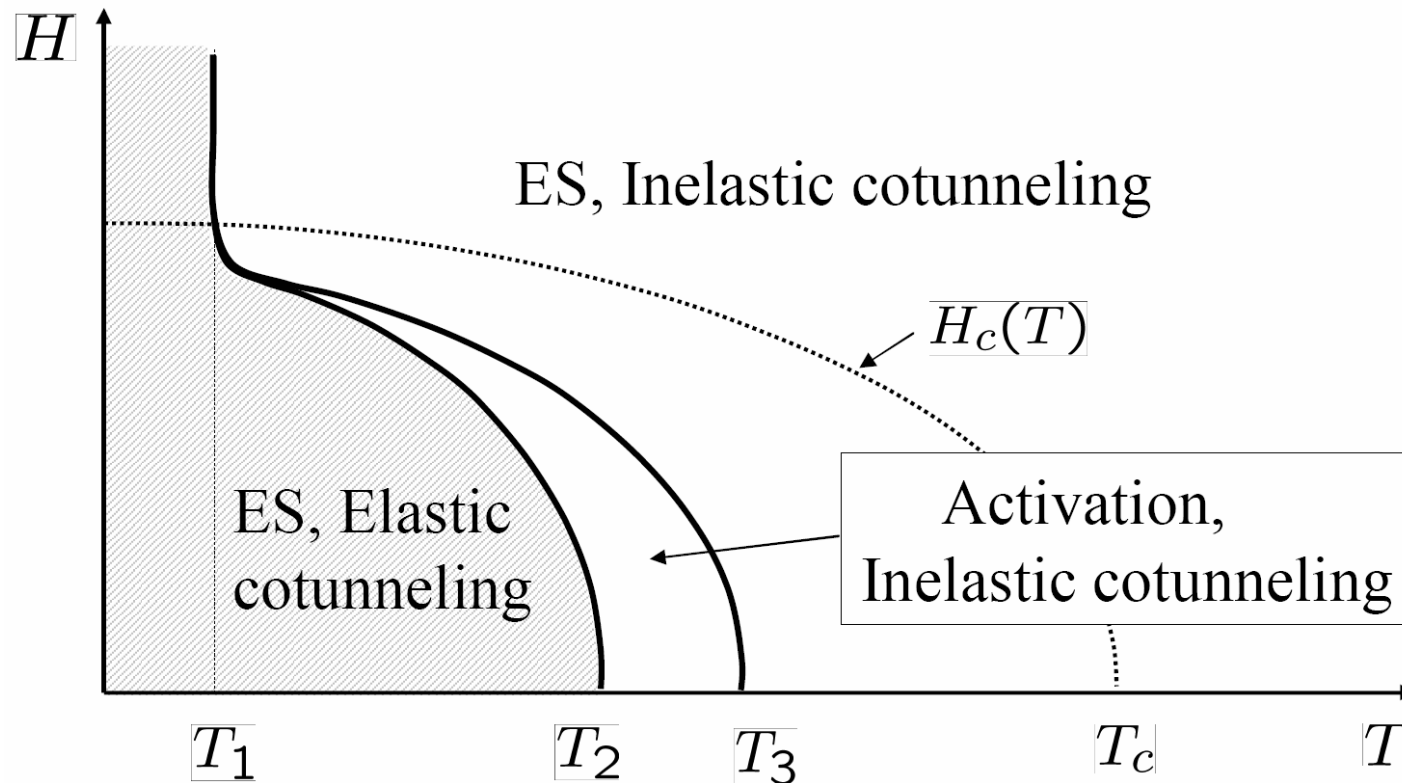 H
ES, Inelastic cotunneling
H_c(T)
ES, Elastic
cotunneling
Activation,
Inelastic cotunneling
T_1
T_2
T_3
T_c
T